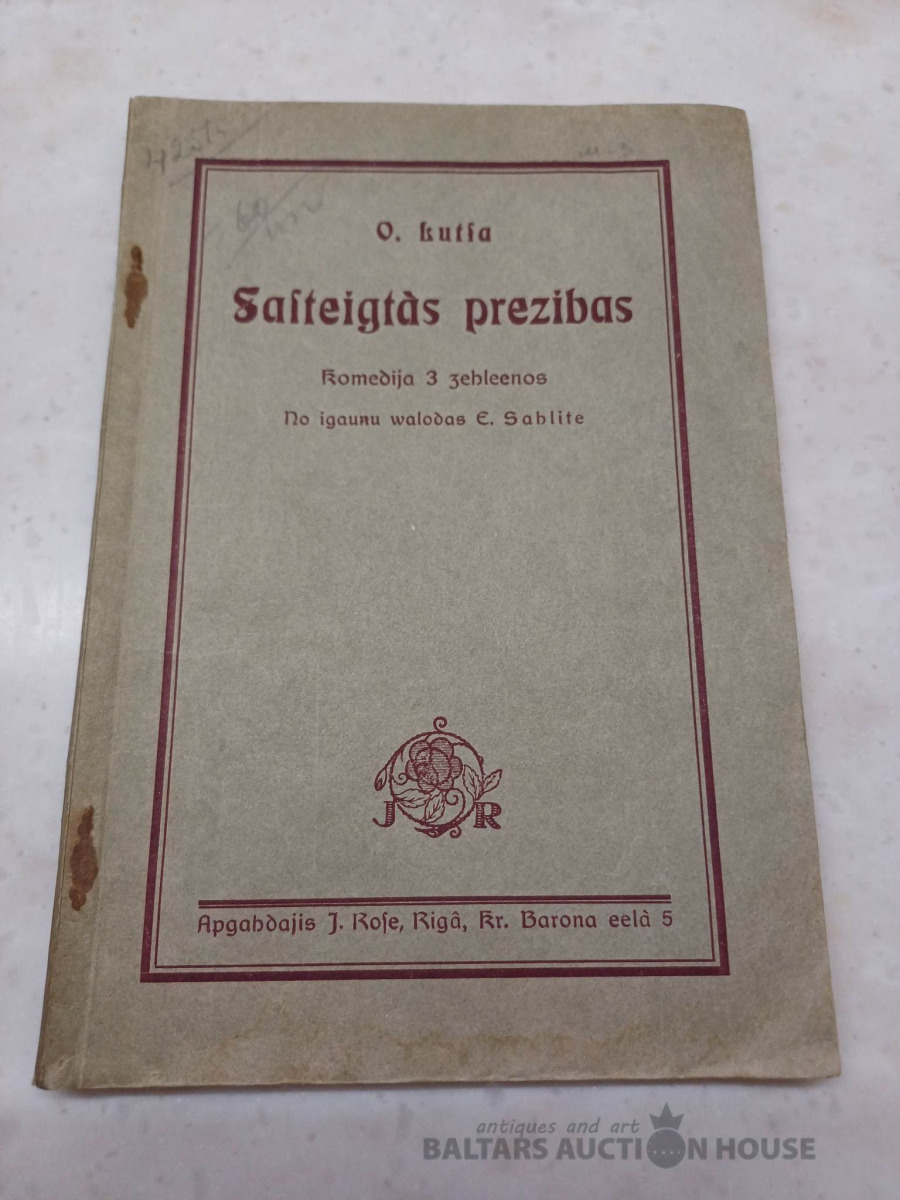 O. Lutſa
Saſteigtàs prezibas
Komedija 3 zehleenos
No igauņu walodas E. Sahlite
J R
Apgahdajis J. Roſe, Rigâ, Kr. Barona eelâ 5
antiques and art
BALTARS AUCTION HOUSE